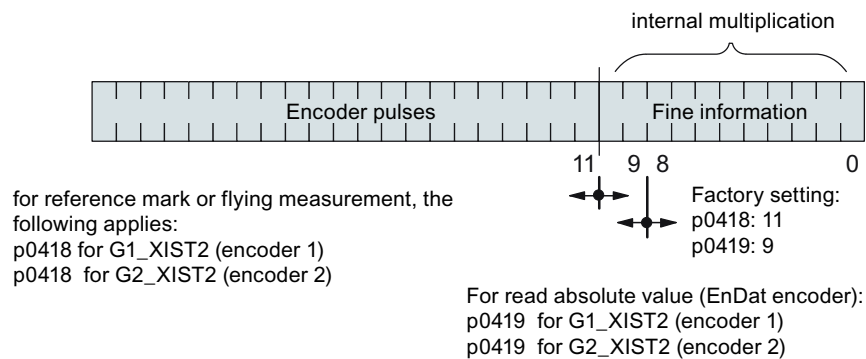 internal multiplication
Encoder pulses
Fine information
11 9 8 0
for reference mark or flying measurement, the
following applies:
p0418 for G1_XIST2 (encoder 1)
p0418 for G2_XIST2 (encoder 2)
Factory setting:
p0418: 11
p0419: 9
For read absolute value (EnDat encoder):
p0419 for G1_XIST2 (encoder 1)
p0419 for G2_XIST2 (encoder 2)